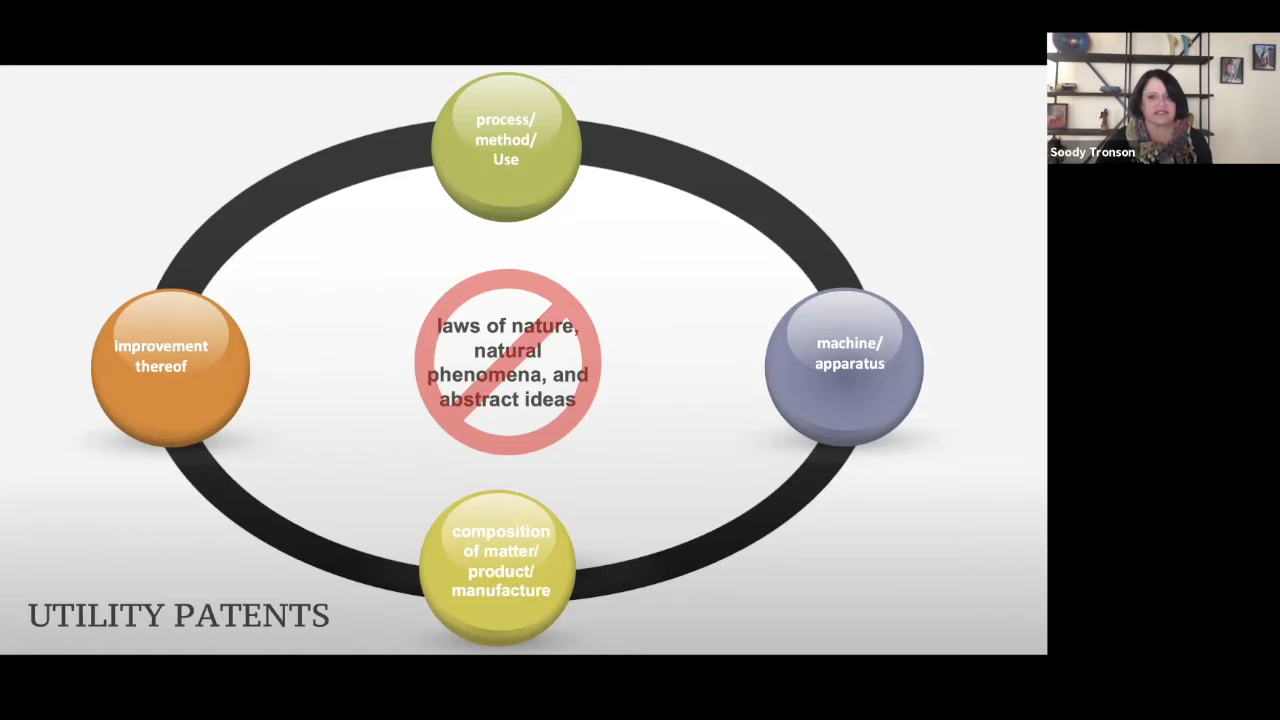 process/
method/
Use
improvement
thereof
laws of nature,
natural
phenomena, and
abstract ideas
machine/
apparatus
composition
of matter/
product/
manufacture
UTILITY PATENTS
Soody Tronson